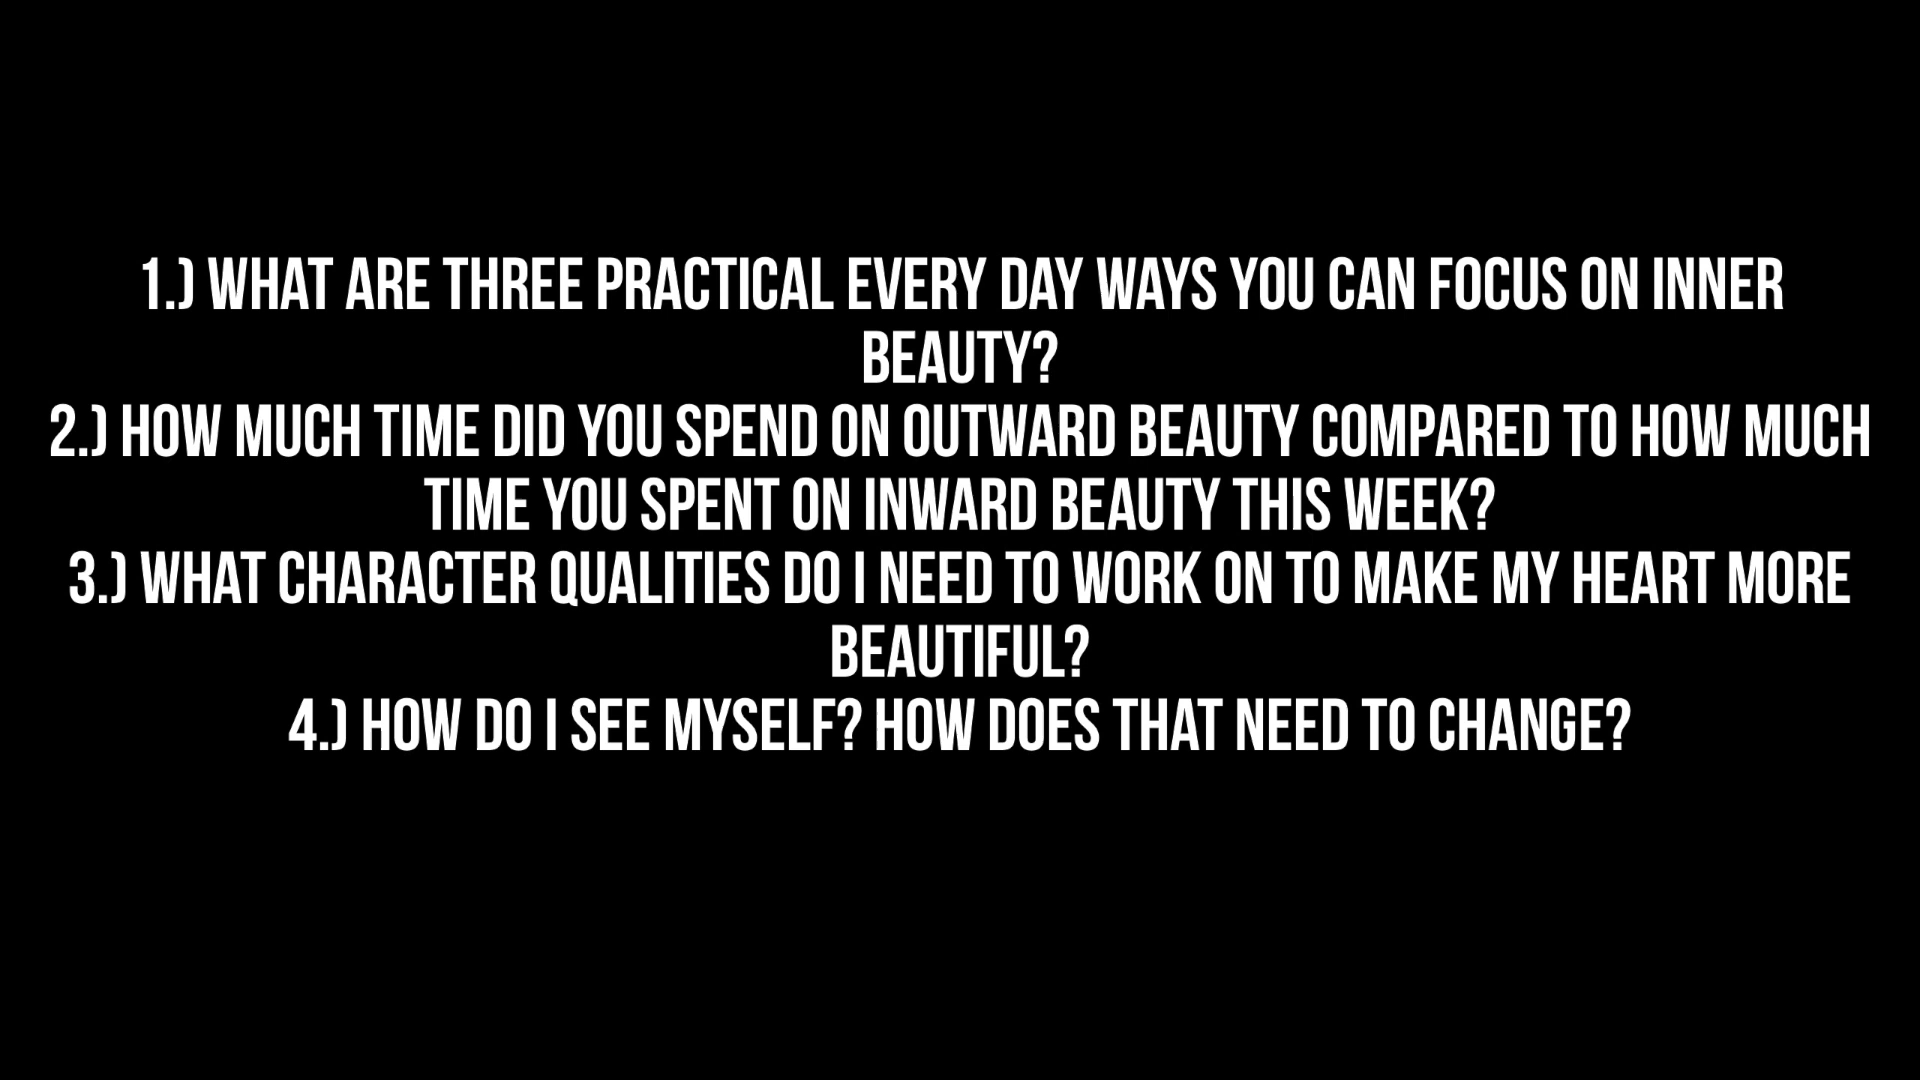 1.) WHAT ARE THREE PRACTICAL EVERY DAY WAYS YOU CAN FOCUS ON INNER
BEAUTY?
2.) HOW MUCH TIME DID YOU SPEND ON OUTWARD BEAUTY COMPARED TO HOW MUCH
TIME YOU SPENT ON INWARD BEAUTY THIS WEEK?
3.) WHAT CHARACTER QUALITIES DO I NEED TO WORK ON TO MAKE MY HEART MORE
BEAUTIFUL?
4.) HOW DO I SEE MYSELF? HOW DOES THAT NEED TO CHANGE?